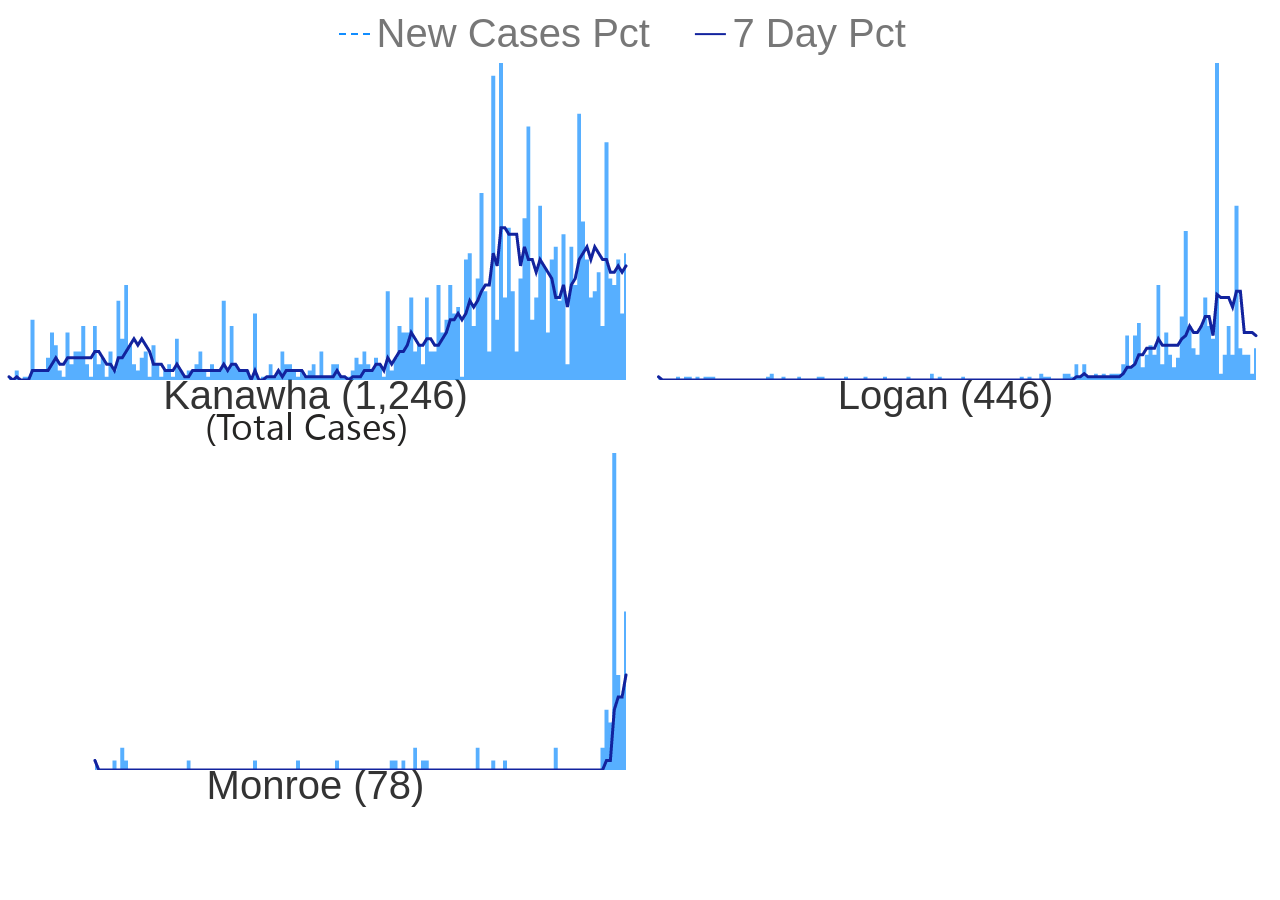 New Cases Pct 7 Day Pct
Kanawha (1,246)
(Total Cases)
Logan (446)
Monroe (78)